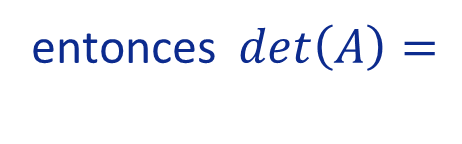 entonces det(A) =